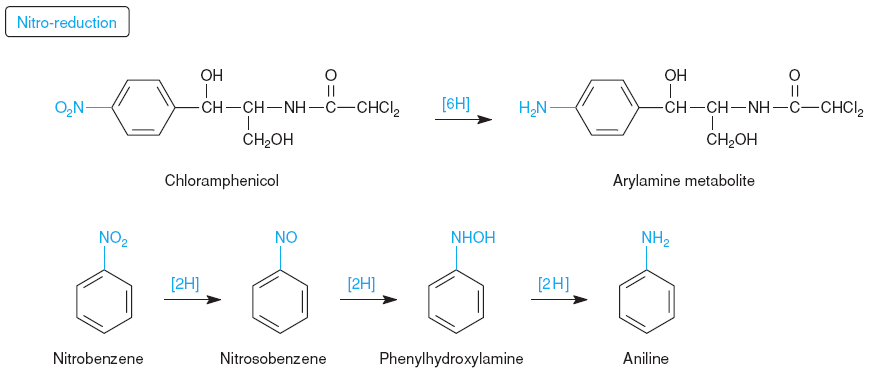 Nitro-reduction
OH O
O₂N CH CH NH C CHCl₂
CH₂OH
[6H]
OH O
H₂N CH CH NH C CHCl₂
CH₂OH
Chloramphenicol Arylamine metabolite
NO₂ NO NHOH NH₂
[2H] [2H] [2H]
Nitrobenzene Nitrosobenzene Phenylhydroxylamine Aniline